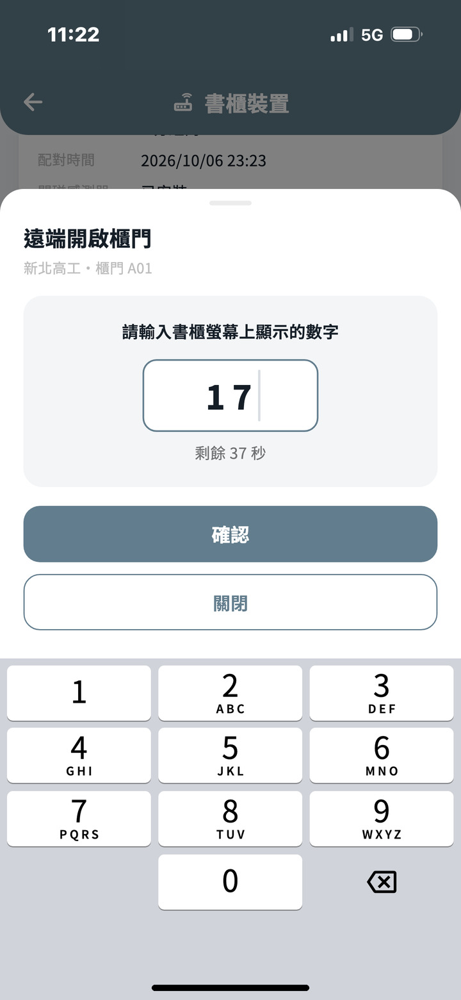 11:22
5G
書櫃裝置
配對時間 2026/10/06 23:23
已安裝
遠端開啟櫃門
新北高工・櫃門 A01
請輸入書櫃螢幕上顯示的數字
17
剩餘 37 秒
確認
關閉
1
2
ABC
3
DEF
4
GHI
5
JKL
6
MNO
7
PQRS
8
TUV
9
WXYZ
0